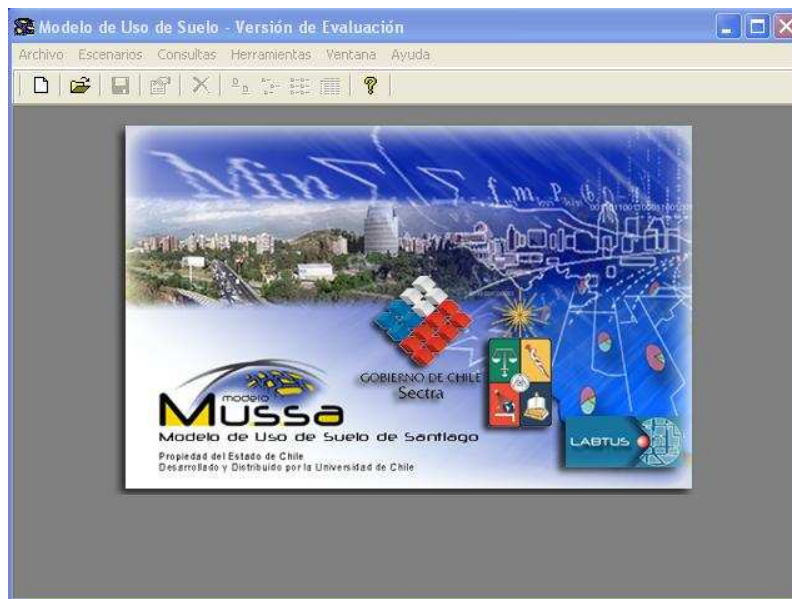 Modelo de Uso de Suelo - Versión de Evaluación
Archivo Escenarios Consultas Herramientas Ventana Ayuda
Min Σ Σ f m p
GOBIERNO DE CHILE
Sectra
modelo
Mussa
Modelo de Uso de Suelo de Santiago
LABTUS
Propiedad del Estado de Chile
Desarrollado y Distribuido por la Universidad de Chile